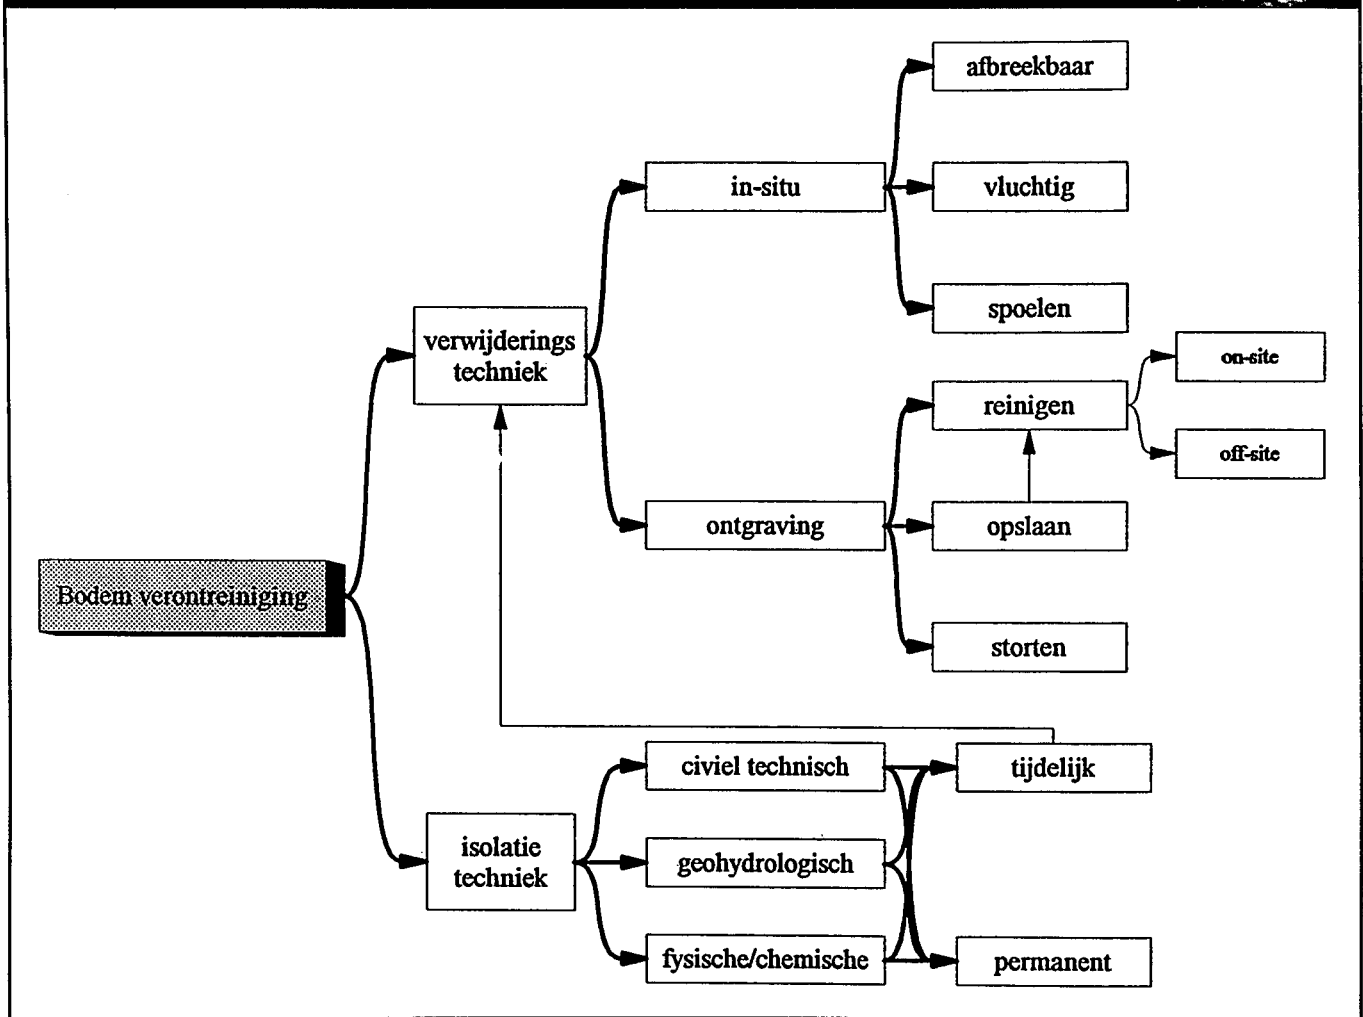 afbreekbaar
in-situ
vluchtig
spoelen
verwijderings
techniek
on-site
reinigen
off-site
ontgraving
opslaan
Bodem verontreiniging
storten
civiel technisch
tijdelijk
isolatie
techniek
geohydrologisch
fysische/chemische
permanent